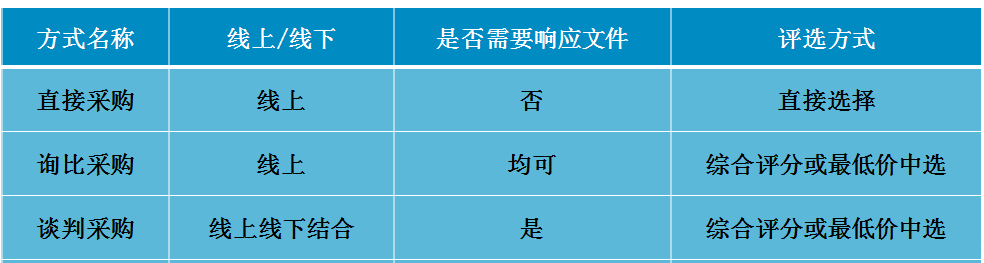 方式名称 线上/线下 是否需要响应文件 评选方式
直接采购 线上 否 直接选择
询比采购 线上 均可 综合评分或最低价中选
谈判采购 线上线下结合 是 综合评分或最低价中选